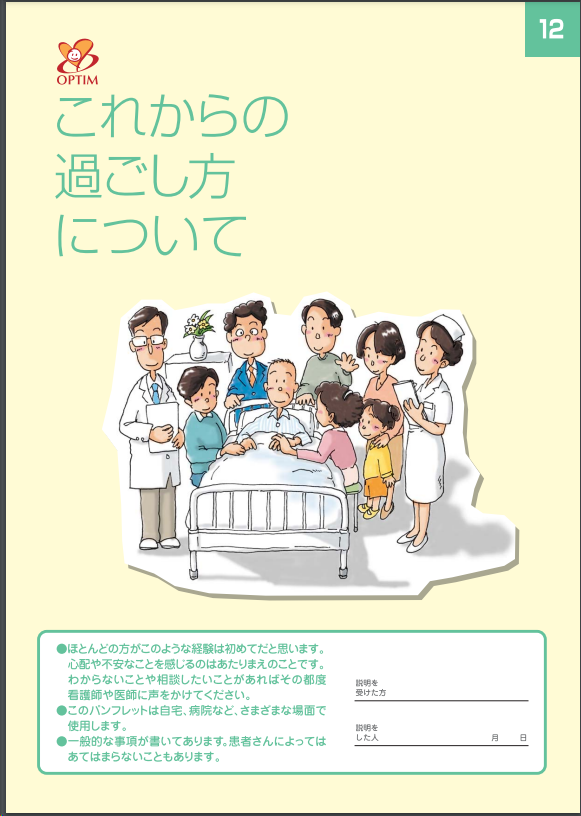 12
OPTIM
これからの
過ごし方
について
●ほとんどの方がこのような経験は初めてだと思います。
心配や不安なことを感じるのはあたりまえのことです。
わからないことや相談したいことがあればその都度
看護師や医師に声をかけてください。
●このパンフレットは自宅、病院など、さまざまな場面で
使用します。
●一般的な事項が書いてあります。患者さんによっては
あてはまらないこともあります。
説明を
受けた方
説明を
した人 月 日